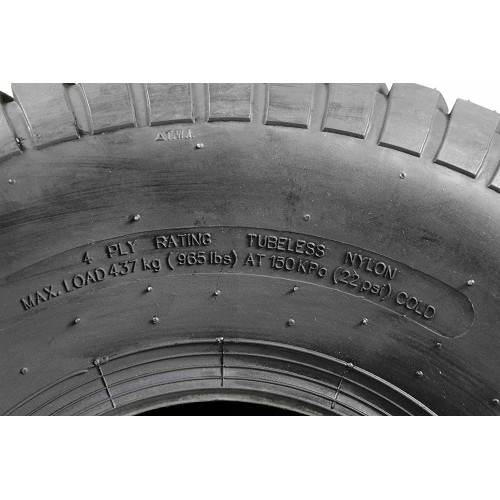 △T.W.I.
4 PLY RATING TUBELESS NYLON
MAX. LOAD 437 kg ( 965 lbs) AT 150 KPa (22 psi) COLD